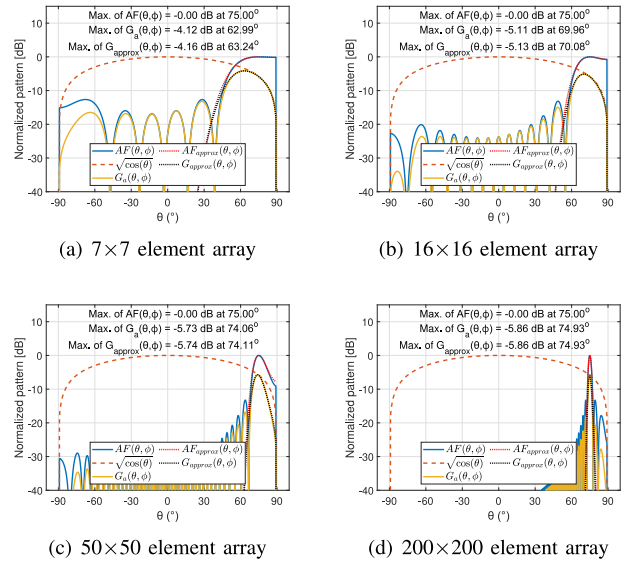 Max. of AF(θ,ϕ) = -0.00 dB at 75.00°
Max. of G_a(θ,ϕ) = -4.12 dB at 62.99°
Max. of G_approx(θ,ϕ) = -4.16 dB at 63.24°
Normalized pattern [dB]
10
0
-10
-20
-30
-40
AF(θ, ϕ)
AF_approx(θ, ϕ)
√cos(θ)
G_approx(θ, ϕ)
G_a(θ, ϕ)
-90 -60 -30 0 30 60 90
θ (°)
(a) 7×7 element array
Max. of AF(θ,ϕ) = -0.00 dB at 75.00°
Max. of G_a(θ,ϕ) = -5.11 dB at 69.96°
Max. of G_approx(θ,ϕ) = -5.13 dB at 70.08°
Normalized pattern [dB]
10
0
-10
-20
-30
-40
AF(θ, ϕ)
AF_approx(θ, ϕ)
√cos(θ)
G_approx(θ, ϕ)
G_a(θ, ϕ)
-90 -60 -30 0 30 60 90
θ (°)
(b) 16×16 element array
Max. of AF(θ,ϕ) = -0.00 dB at 75.00°
Max. of G_a(θ,ϕ) = -5.73 dB at 74.06°
Max. of G_approx(θ,ϕ) = -5.74 dB at 74.11°
Normalized pattern [dB]
10
0
-10
-20
-30
-40
AF(θ, ϕ)
AF_approx(θ, ϕ)
√cos(θ)
G_approx(θ, ϕ)
G_a(θ, ϕ)
-90 -60 -30 0 30 60 90
θ (°)
(c) 50×50 element array
Max. of AF(θ,ϕ) = -0.00 dB at 75.00°
Max. of G_a(θ,ϕ) = -5.86 dB at 74.93°
Max. of G_approx(θ,ϕ) = -5.86 dB at 74.93°
Normalized pattern [dB]
10
0
-10
-20
-30
-40
AF(θ, ϕ)
AF_approx(θ, ϕ)
√cos(θ)
G_approx(θ, ϕ)
G_a(θ, ϕ)
-90 -60 -30 0 30 60 90
θ (°)
(d) 200×200 element array